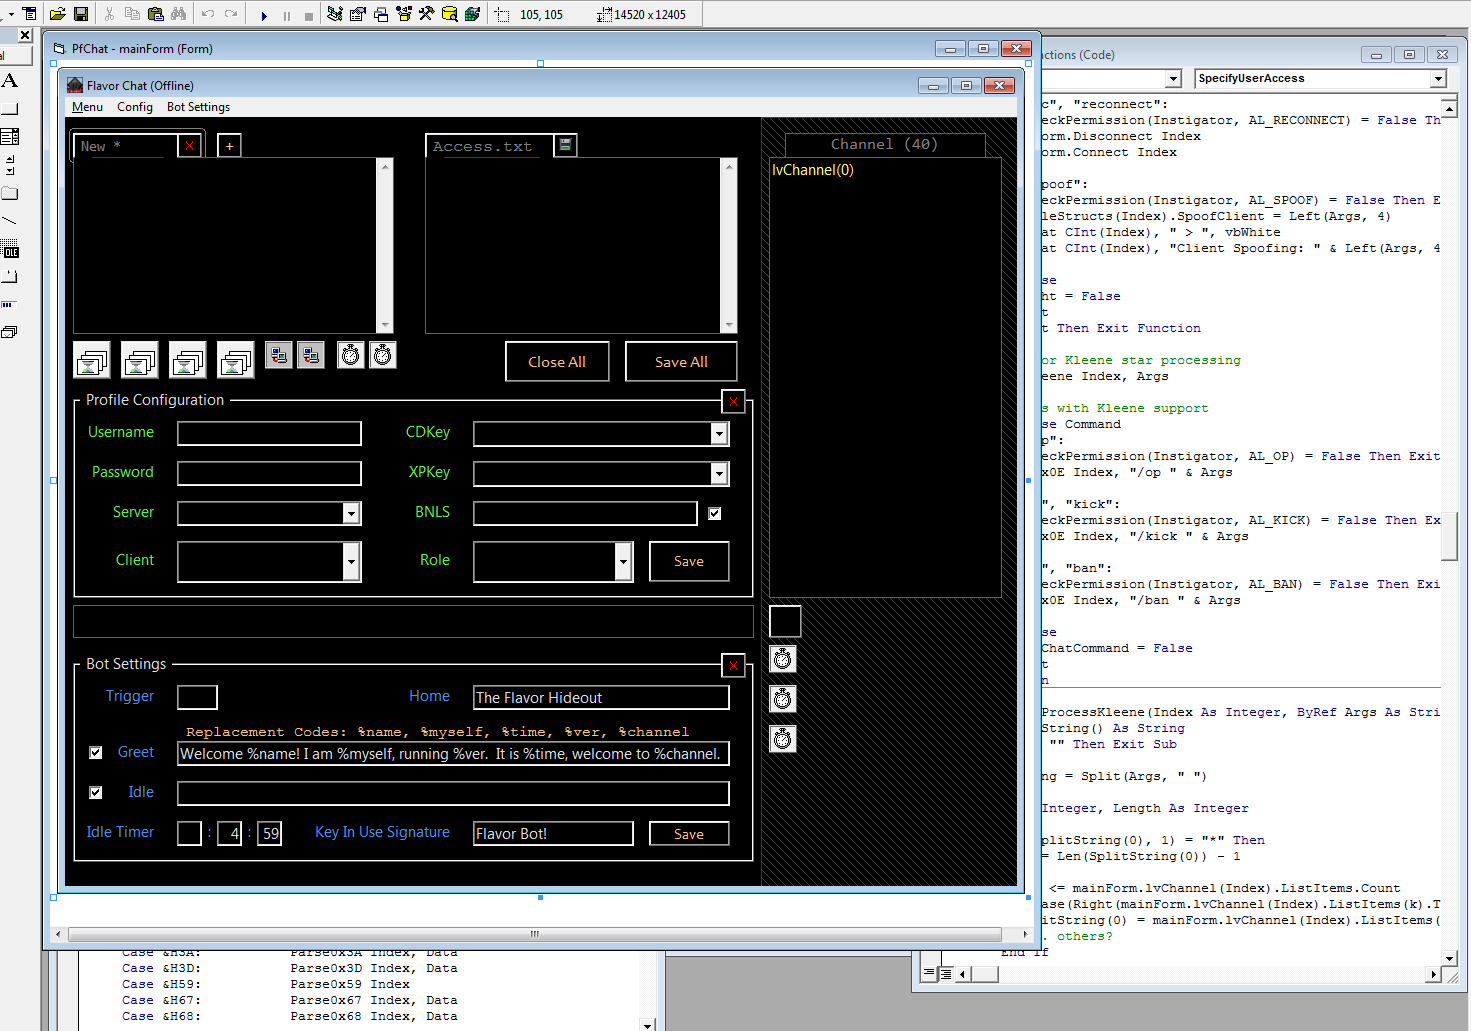 105, 105
14520 x 12405
PfChat - mainForm (Form)
Flavor Chat (Offline)
Menu Config Bot Settings
New *
X
+
Access.txt
Channel (40)
lvChannel(0)
Close All
Save All
Profile Configuration
X
Username
CDKey
Password
XPKey
Server
BNLS
Client
Role
Save
Bot Settings
X
Trigger
Home
The Flavor Hideout
Replacement Codes: %name, %myself, %time, %ver, %channel
Greet
Welcome %name! I am %myself, running %ver. It is %time, welcome to %channel.
Idle
Idle Timer
: 4 : 59
Key In Use Signature
Flavor Bot!
Save
ctions (Code)
SpecifyUserAccess
c", "reconnect":
eckPermission(Instigator, AL_RECONNECT) = False Th
orm.Disconnect Index
orm.Connect Index
poof":
eckPermission(Instigator, AL_SPOOF) = False Then E
leStructs(Index).SpoofClient = Left(Args, 4)
at CInt(Index), " > ", vbWhite
at CInt(Index), "Client Spoofing: " & Left(Args, 4
se
ht = False
t
t Then Exit Function
or Kleene star processing
eene Index, Args
s with Kleene support
se Command
p":
eckPermission(Instigator, AL_OP) = False Then Exit
x0E Index, "/op " & Args
", "kick":
eckPermission(Instigator, AL_KICK) = False Then Ex
x0E Index, "/kick " & Args
", "ban":
eckPermission(Instigator, AL_BAN) = False Then Exi
x0E Index, "/ban " & Args
se
ChatCommand = False
t
n
ProcessKleene(Index As Integer, ByRef Args As Stri
String() As String
"" Then Exit Sub
ng = Split(Args, " ")
Integer, Length As Integer
plitString(0), 1) = "*" Then
= Len(SplitString(0)) - 1
<= mainForm.lvChannel(Index).ListItems.Count
ase(Right(mainForm.lvChannel(Index).ListItems(k).T
itString(0) = mainForm.lvChannel(Index).ListItems(
. others?
End If
Case &H3A: Parse0x3A Index, Data
Case &H3D: Parse0x3D Index, Data
Case &H59: Parse0x59 Index
Case &H67: Parse0x67 Index, Data
Case &H68: Parse0x68 Index, Data